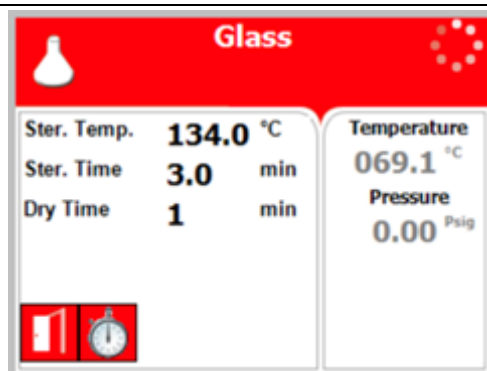 Glass
Ster. Temp. 134.0 °C
Ster. Time 3.0 min
Dry Time 1 min
Temperature
069.1 °C
Pressure
0.00 Psig